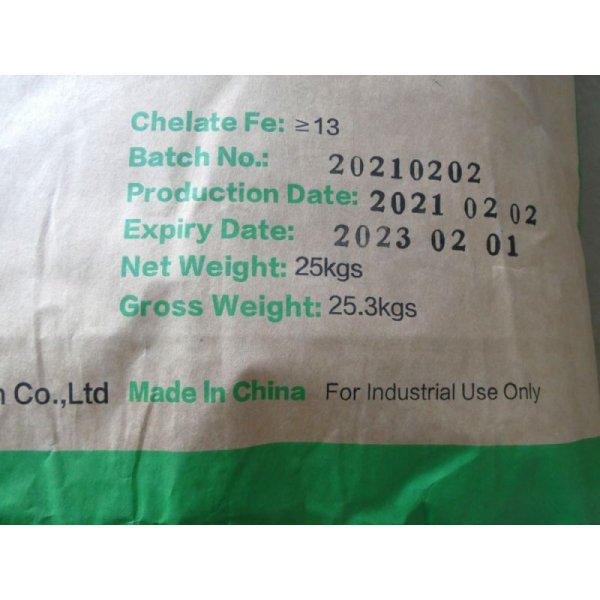 Chelate Fe: ≥13
Batch No.: 20210202
Production Date: 2021 02 02
Expiry Date: 2023 02 01
Net Weight: 25kgs
Gross Weight: 25.3kgs
Co.,Ltd Made In China For Industrial Use Only